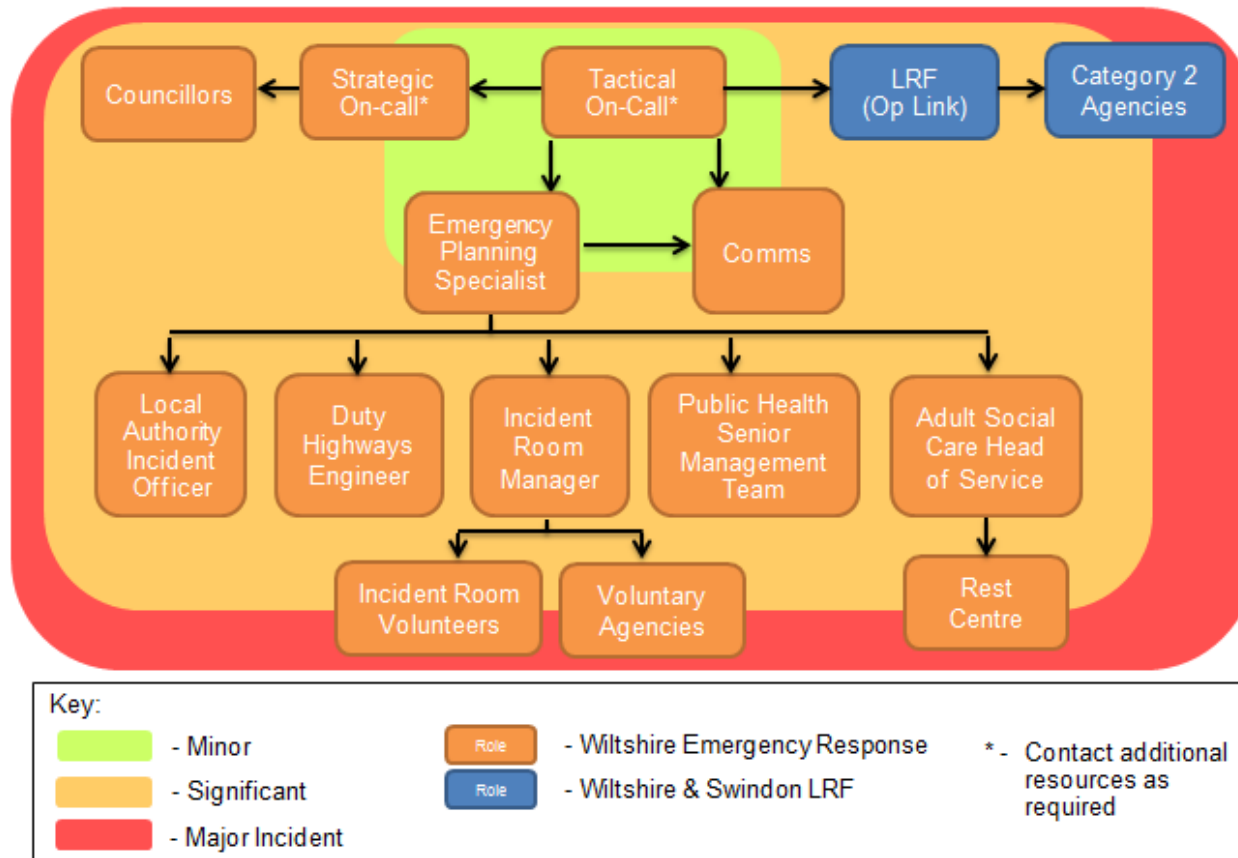 Councillors
Strategic
On-call*
Tactical
On-Call*
LRF
(Op Link)
Category 2
Agencies
Emergency
Planning
Specialist
Comms
Local
Authority
Incident
Officer
Duty
Highways
Engineer
Incident
Room
Manager
Public Health
Senior
Management
Team
Adult Social
Care Head
of Service
Incident Room
Volunteers
Voluntary
Agencies
Rest
Centre
Key:
- Minor
- Significant
- Major Incident
Role
- Wiltshire Emergency Response
Role
- Wiltshire & Swindon LRF
* - Contact additional
resources as
required